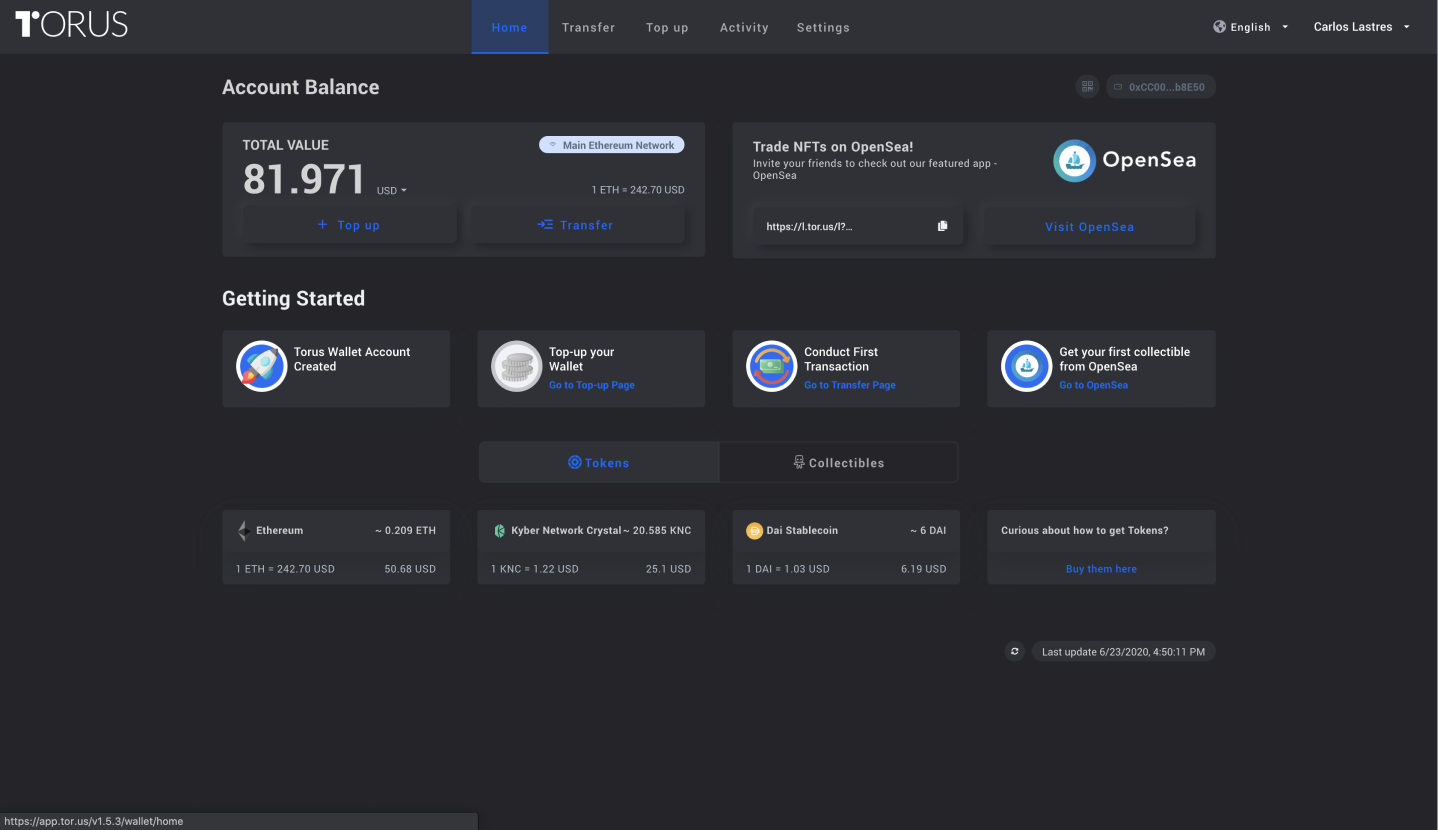 TORUS
Home
Transfer
Top up
Activity
Settings
English
Carlos Lastres
Account Balance
0xCC00...b8E50
TOTAL VALUE
Main Ethereum Network
81.971
USD
1 ETH = 242.70 USD
+ Top up
Transfer
Trade NFTs on OpenSea!
Invite your friends to check out our featured app -
OpenSea
OpenSea
https://l.tor.us/l?...
Visit OpenSea
Getting Started
Torus Wallet Account
Created
Top-up your
Wallet
Go to Top-up Page
Conduct First
Transaction
Go to Transfer Page
Get your first collectible
from OpenSea
Go to OpenSea
Tokens
Collectibles
Ethereum
~ 0.209 ETH
1 ETH = 242.70 USD
50.68 USD
Kyber Network Crystal
~ 20.585 KNC
1 KNC = 1.22 USD
25.1 USD
Dai Stablecoin
~ 6 DAI
1 DAI = 1.03 USD
6.19 USD
Curious about how to get Tokens?
Buy them here
Last update 6/23/2020, 4:50:11 PM
https://app.tor.us/v1.5.3/wallet/home